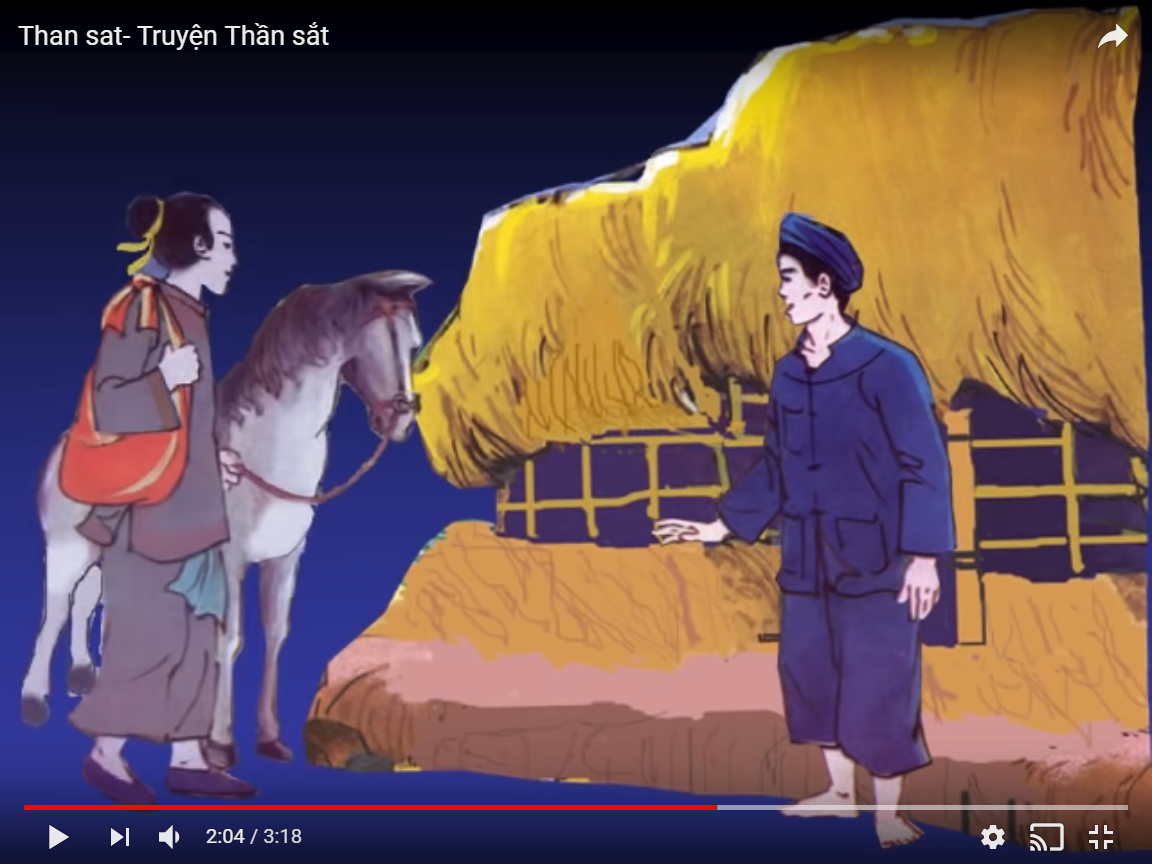 Than sat- Truyện Thần sắt
2:04 / 3:18